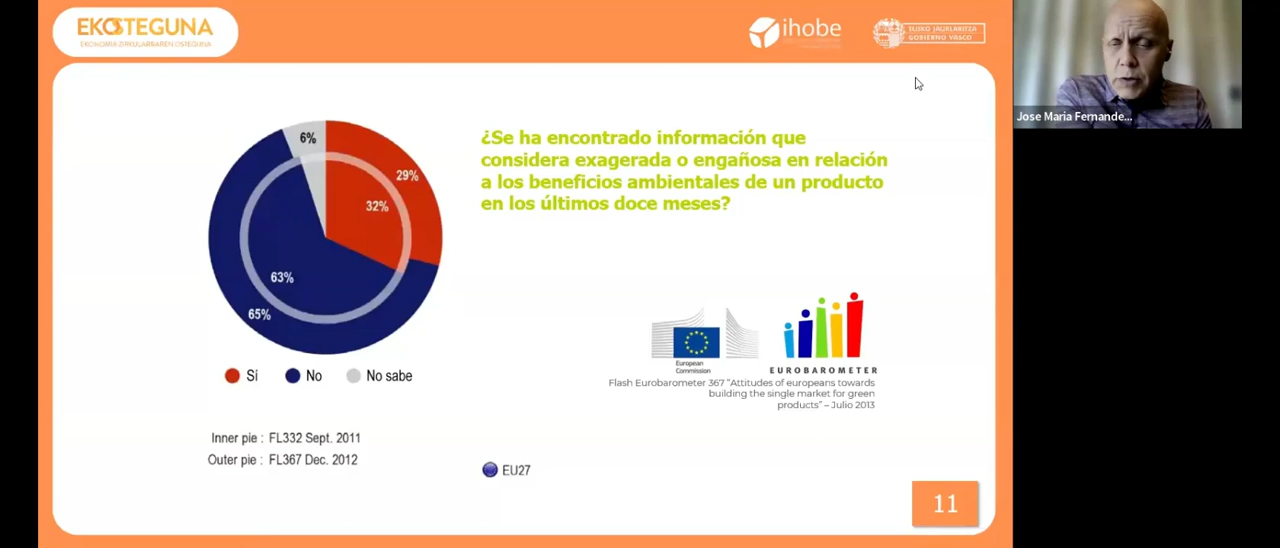 EKOSTEGUNA
EKONOMIA ZIRKULARRAREN OSTEGUNA
ihobe
EUSKO JAURLARITZA
GOBIERNO VASCO
Jose Maria Fernande...
¿Se ha encontrado información que
considera exagerada o engañosa en relación
a los beneficios ambientales de un producto
en los últimos doce meses?
6%
29%
32%
63%
65%
Sí No No sabe
European
Commission
EUROBAROMETER
Flash Eurobarometer 367 “Attitudes of europeans towards
building the single market for green
products” – Julio 2013
Inner pie : FL332 Sept. 2011
Outer pie : FL367 Dec. 2012
EU27
11